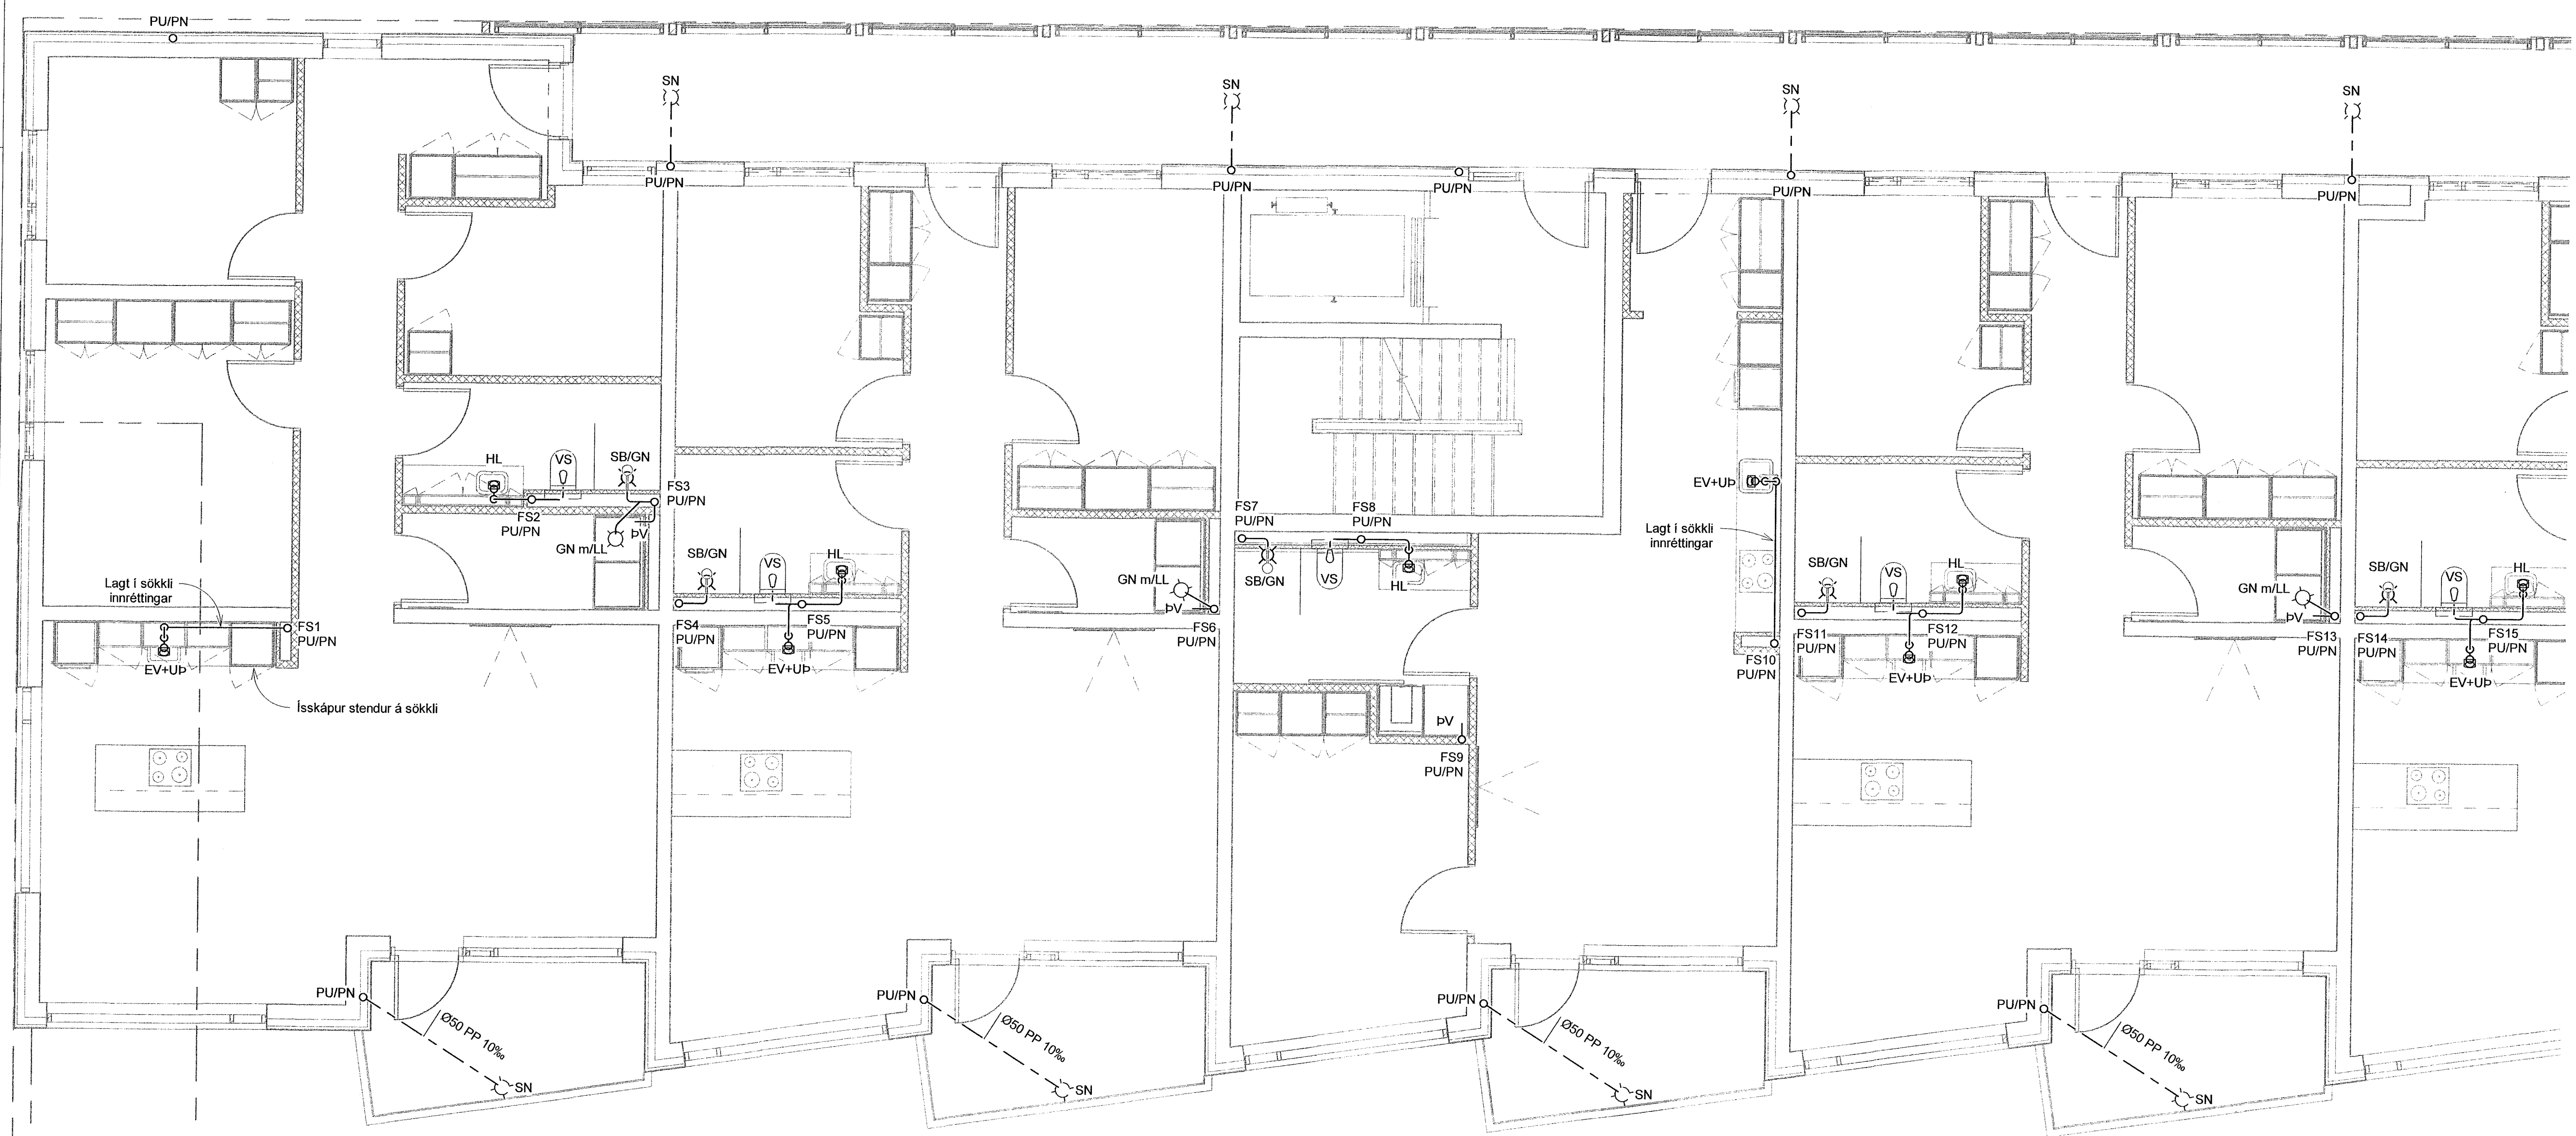 PU/PN
SN
SN
SN
SN
PU/PN
PU/PN
PU/PN
PU/PN
PU/PN
HL
VS
SB/GN
FS3
PU/PN
FS2
PU/PN
GN m/LL
ÞV
Lagt í sökkli
innréttingar
FS1
PU/PN
EV+UÞ
Ísskápur stendur á sökkli
SB/GN
VS
HL
FS4
PU/PN
FS5
PU/PN
EV+UÞ
GN m/LL
ÞV
FS6
PU/PN
FS7
PU/PN
FS8
PU/PN
SB/GN
VS
HL
ÞV
FS9
PU/PN
EV+UÞ
Lagt í sökkli
innréttingar
FS10
PU/PN
SB/GN
VS
HL
FS11
PU/PN
FS12
PU/PN
EV+UÞ
GN m/LL
ÞV
FS13
PU/PN
SB/GN
VS
HL
FS14
PU/PN
FS15
PU/PN
EV+UÞ
PU/PN
Ø50 PP 10‰
SN
PU/PN
Ø50 PP 10‰
SN
PU/PN
Ø50 PP 10‰
SN
PU/PN
Ø50 PP 10‰
SN